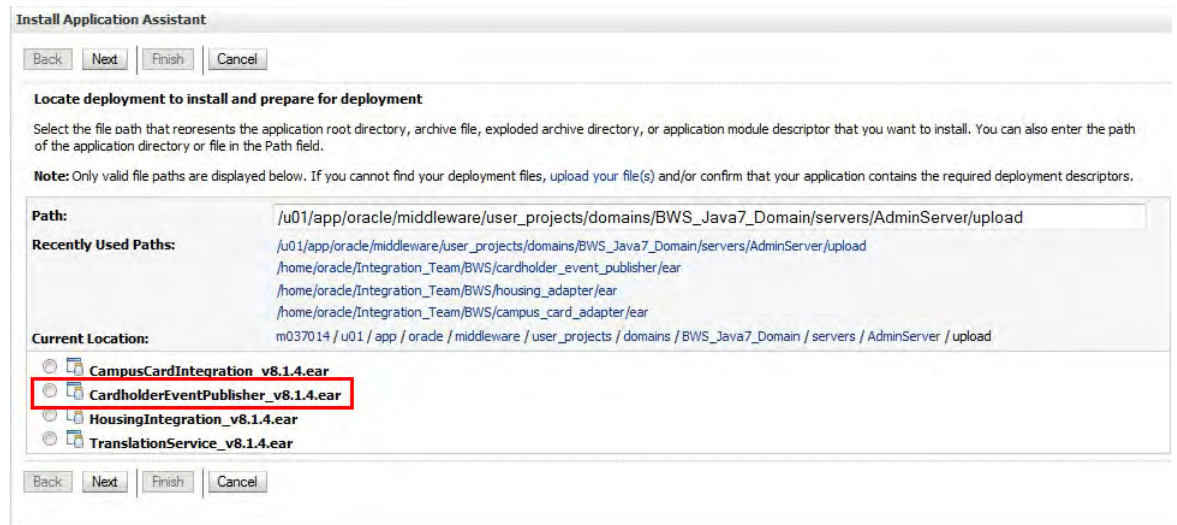 Install Application Assistant
Back Next Finish Cancel
Locate deployment to install and prepare for deployment
Select the file path that represents the application root directory, archive file, exploded archive directory, or application module descriptor that you want to install. You can also enter the path
of the application directory or file in the Path field.
Note: Only valid file paths are displayed below. If you cannot find your deployment files, upload your file(s) and/or confirm that your application contains the required deployment descriptors.
Path: /u01/app/oracle/middleware/user_projects/domains/BWS_Java7_Domain/servers/AdminServer/upload
Recently Used Paths: /u01/app/oracle/middleware/user_projects/domains/BWS_Java7_Domain/servers/AdminServer/upload
/home/oracle/Integration_Team/BWS/cardholder_event_publisher/ear
/home/oracle/Integration_Team/BWS/housing_adapter/ear
/home/oracle/Integration_Team/BWS/campus_card_adapter/ear
Current Location: m037014 / u01 / app / oracle / middleware / user_projects / domains / BWS_Java7_Domain / servers / AdminServer / upload
CampusCardIntegration_v8.1.4.ear
CardholderEventPublisher_v8.1.4.ear
HousingIntegration_v8.1.4.ear
TranslationService_v8.1.4.ear
Back Next Finish Cancel